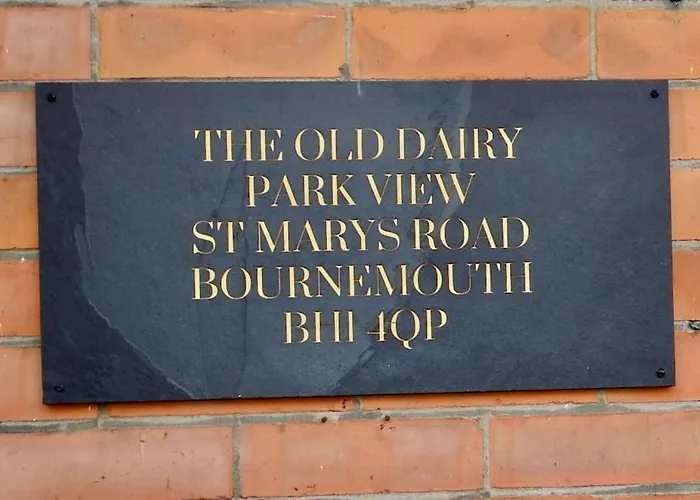 THE OLD DAIRY
PARK VIEW
ST MARYS ROAD
BOURNEMOUTH
BH1 4QP